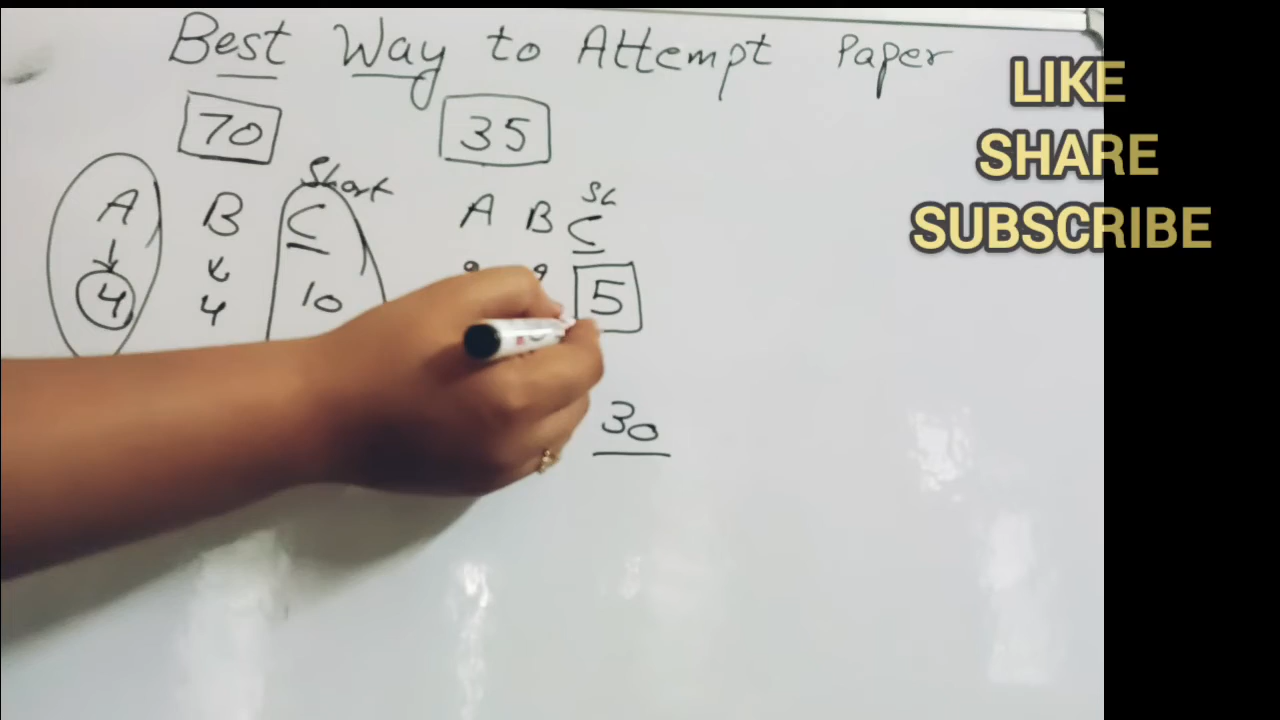 Best Way to Attempt Paper
LIKE
SHARE
SUBSCRIBE
70 35
Short
A B C
4 4 10
A B C
5
30